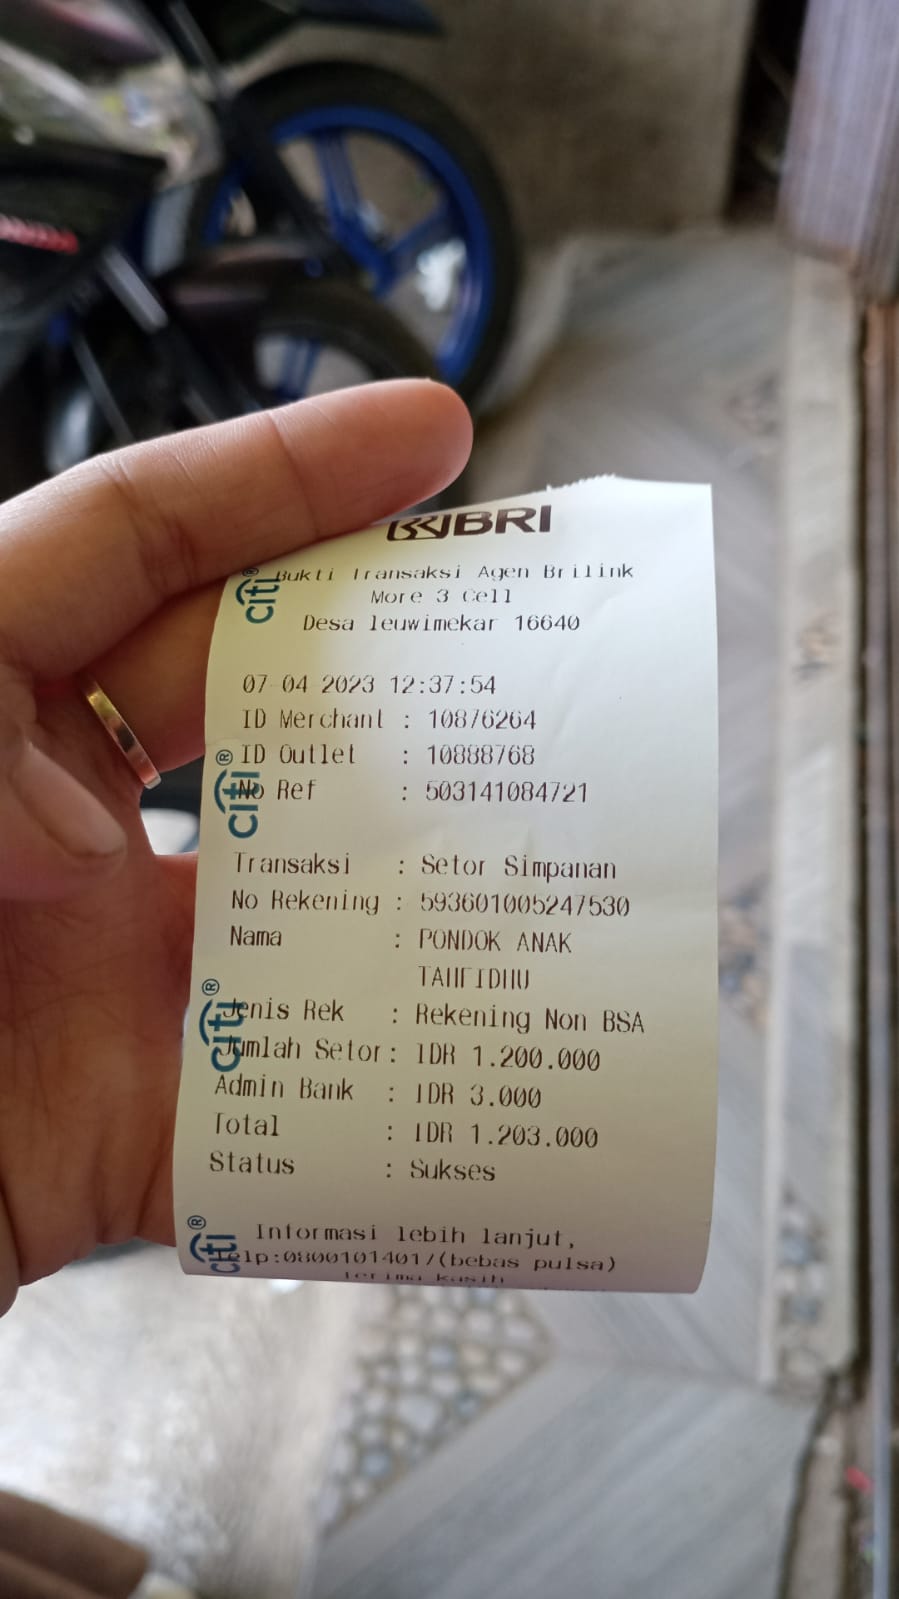 BRI
citi®
Bukti Transaksi Agen Brilink
More 3 Cell
Desa leuwimekar 16640
07-04-2023 12:37:54
ID Merchant : 10876264
citi®
ID Outlet : 10888768
No Ref : 503141084721
Transaksi : Setor Simpanan
No Rekening : 593601005247530
Nama : PONDOK ANAK
TAHFIDHU
citi®
Jenis Rek : Rekening Non BSA
Jumlah Setor: IDR 1.200.000
Admin Bank : IDR 3.000
Total : IDR 1.203.000
Status : Sukses
citi®
Informasi lebih lanjut,
Telp:08001014017(bebas pulsa)
Terima kasih